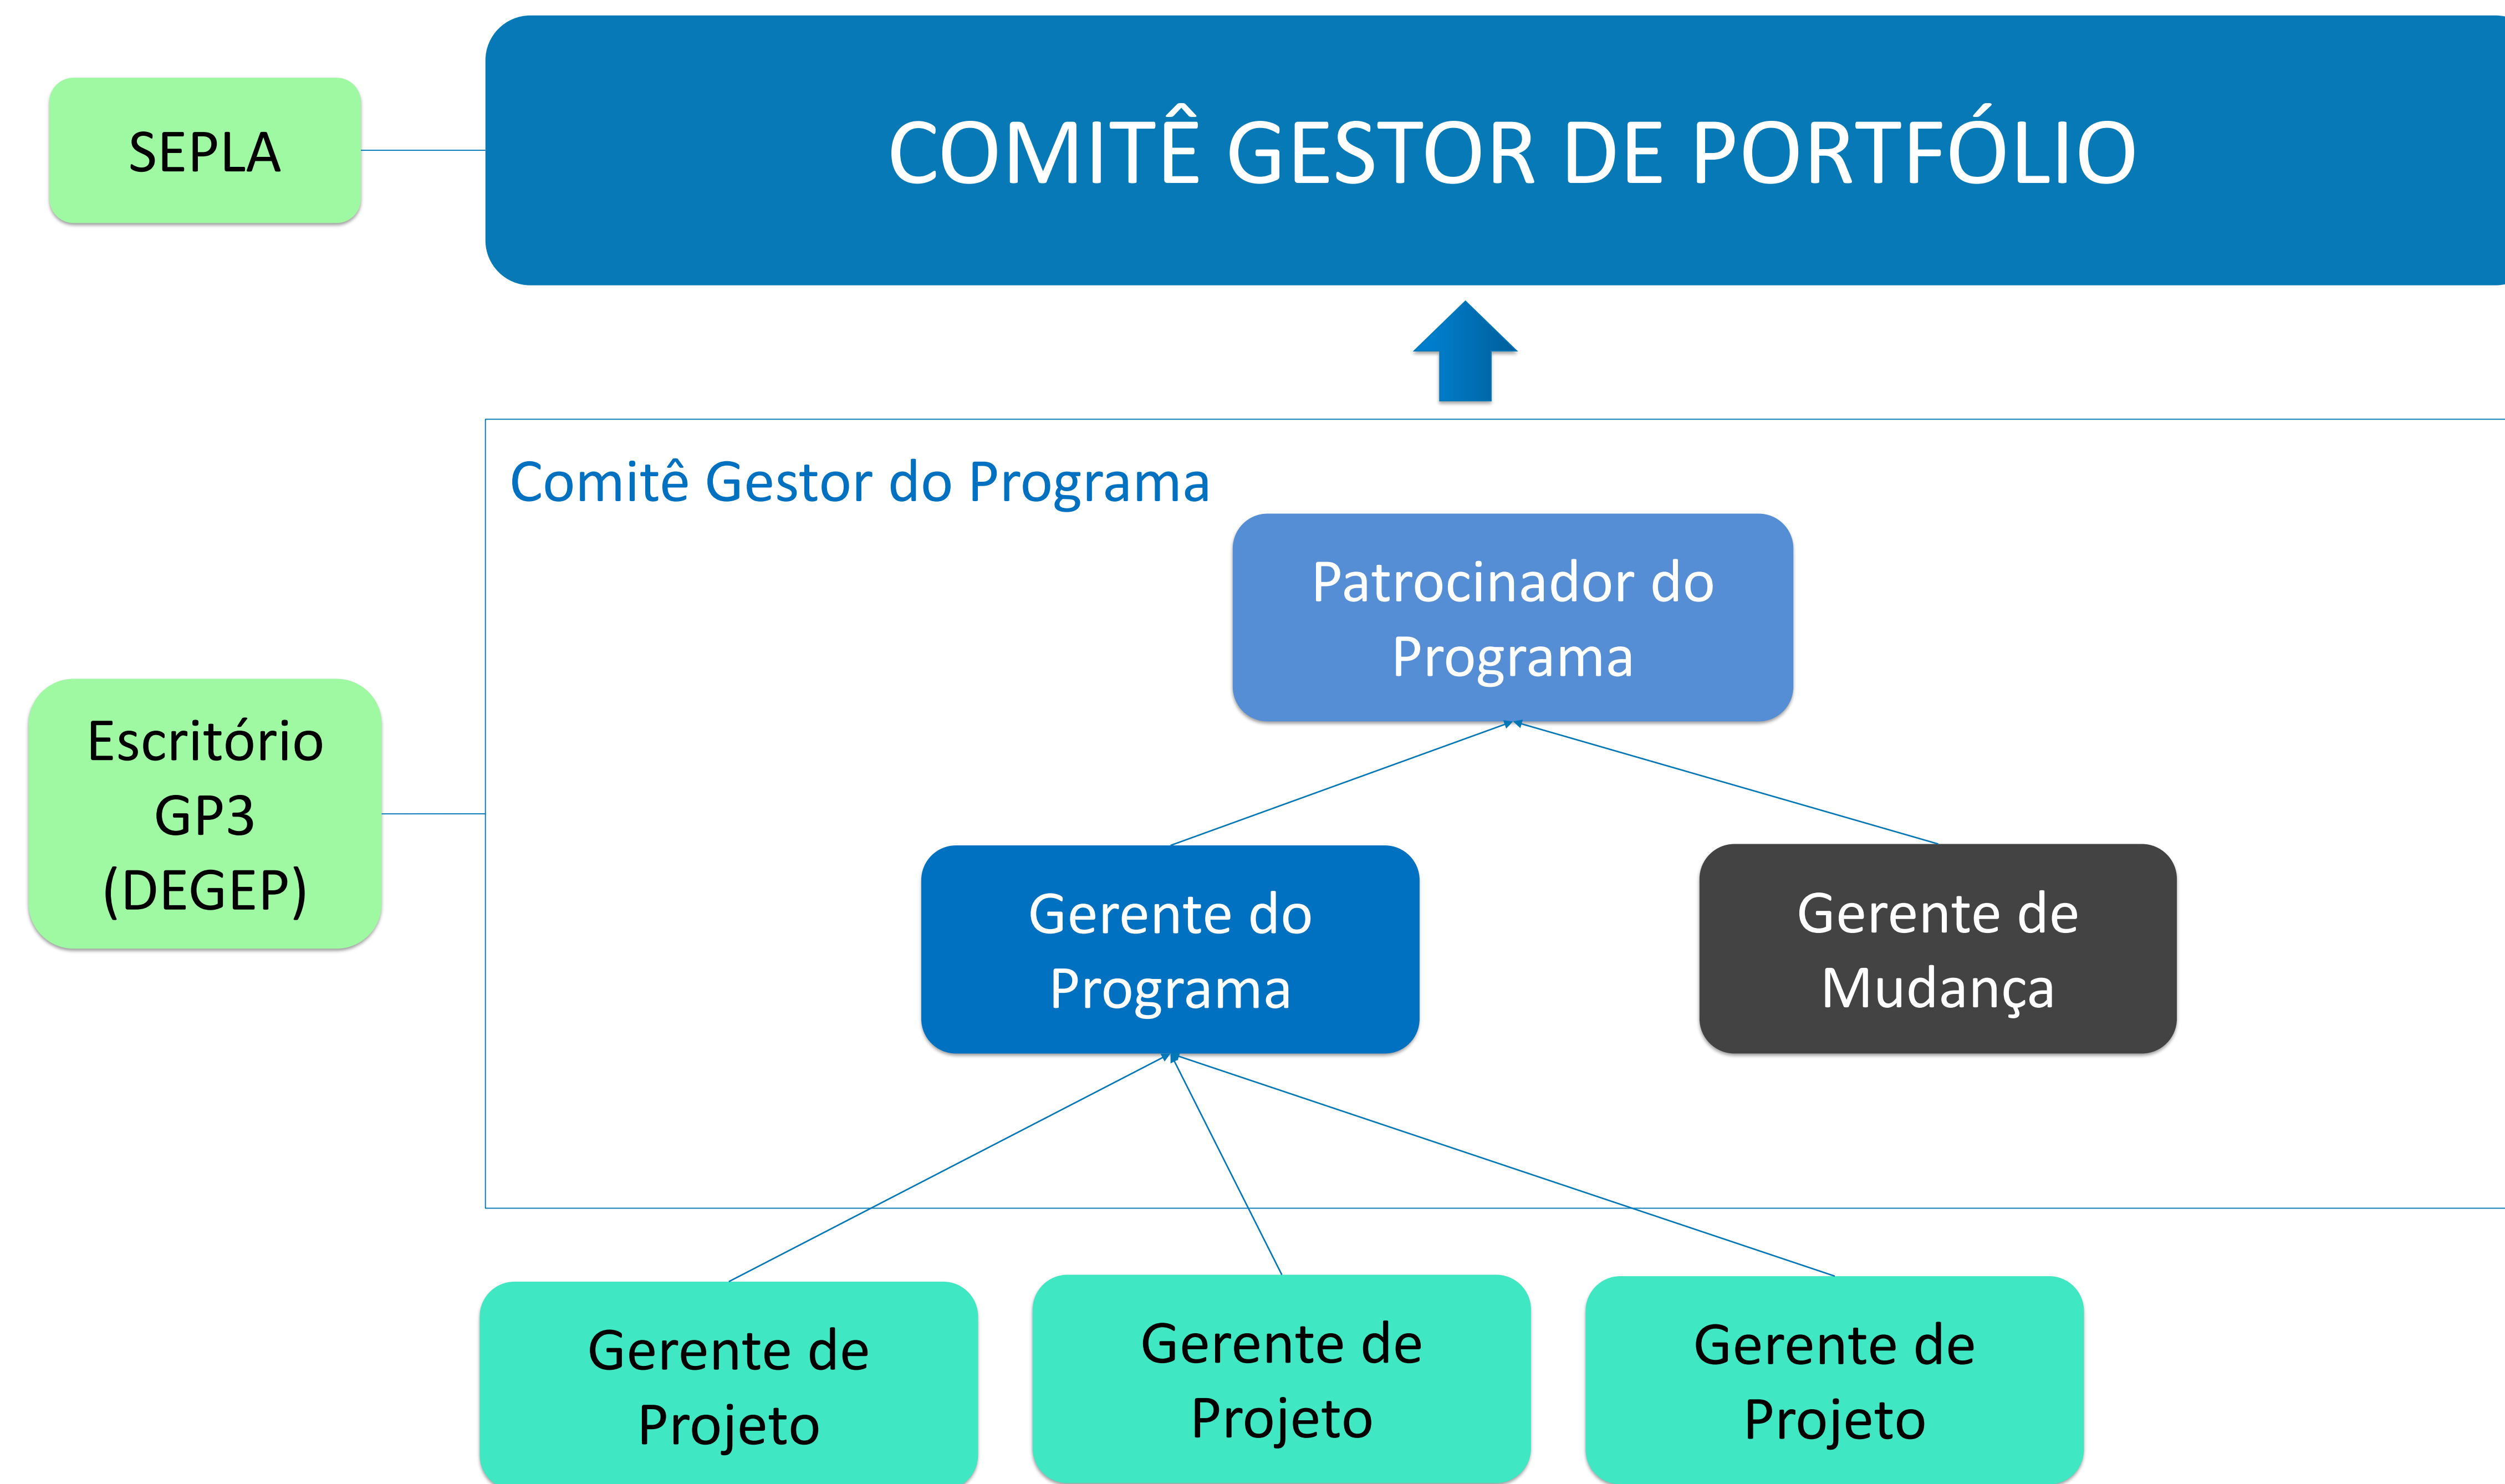 SEPLA
COMITÊ GESTOR DE PORTFÓLIO
Comitê Gestor do Programa
Patrocinador do
Programa
Escritório
GP3
(DEGEP)
Gerente do
Programa
Gerente de
Mudança
Gerente de
Projeto
Gerente de
Projeto
Gerente de
Projeto